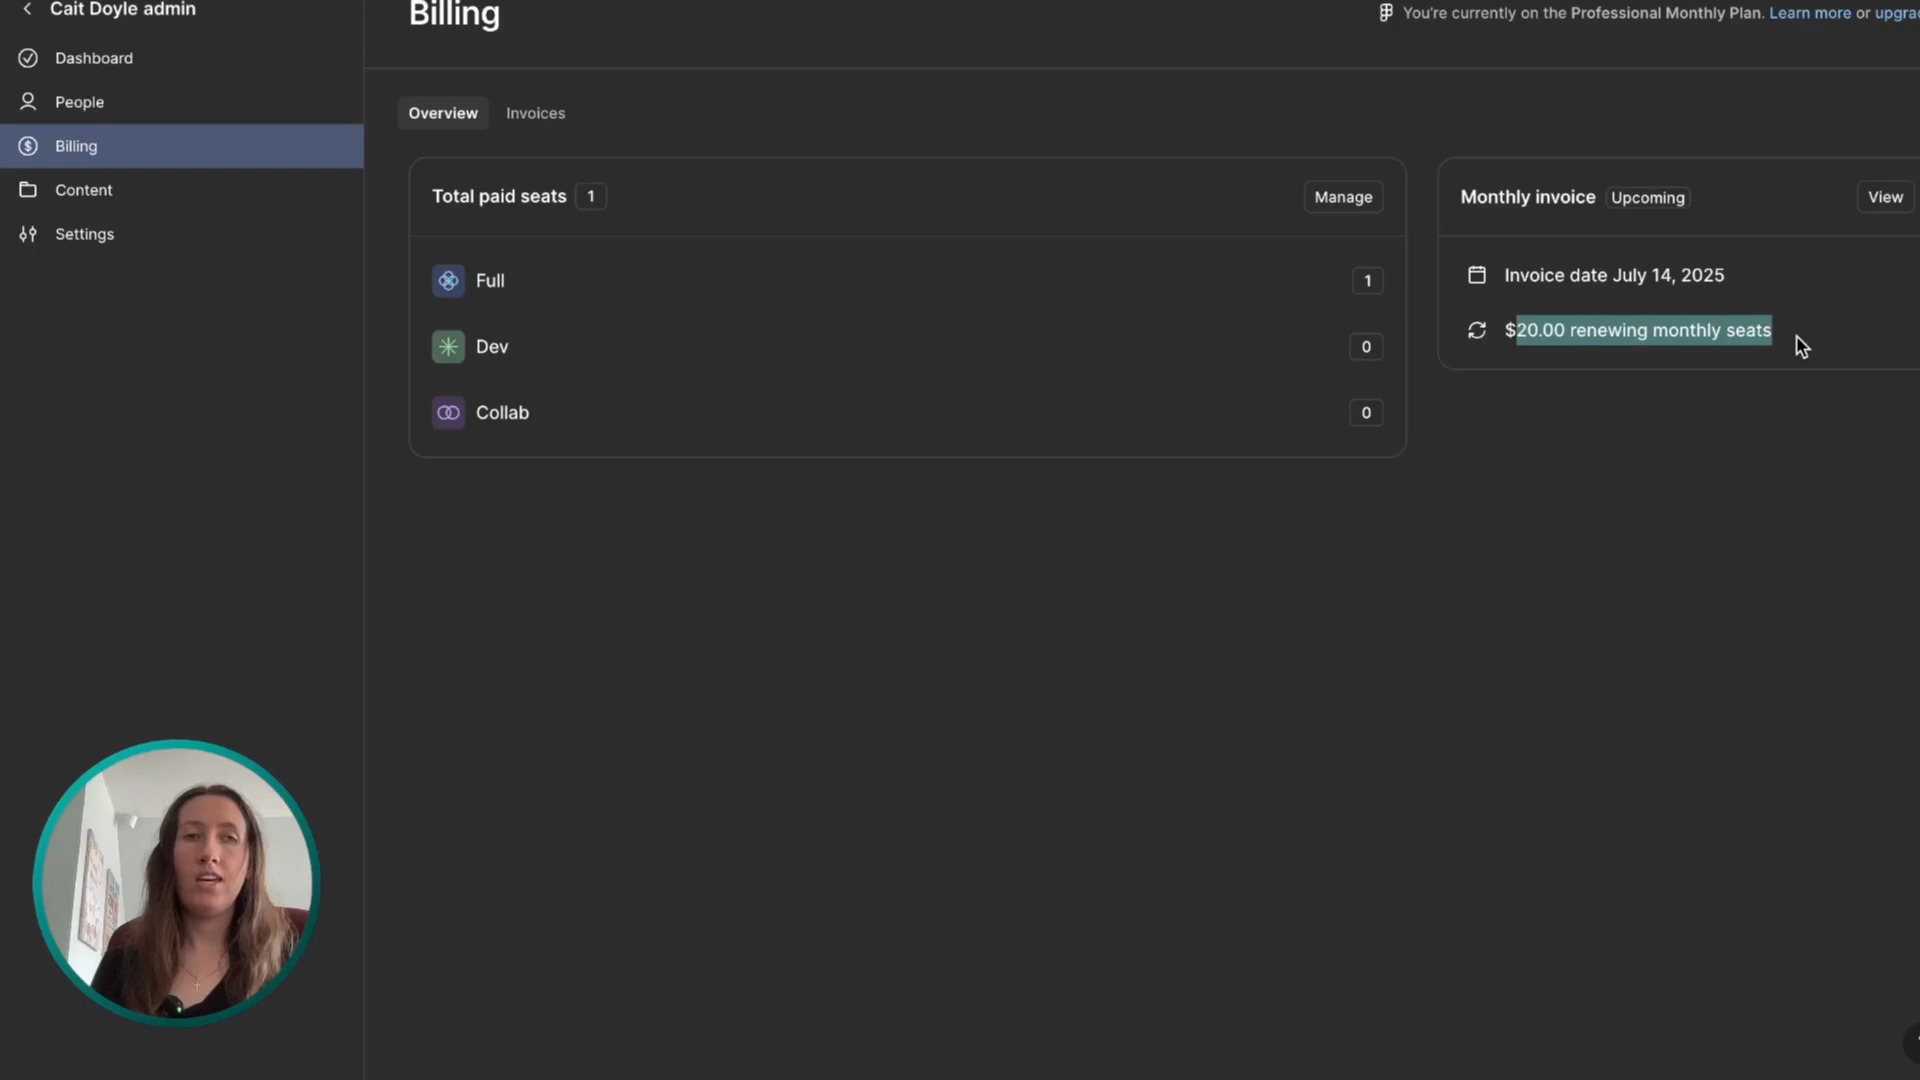 Cait Doyle admin
Dashboard
People
Billing
Content
Settings
Billing
You're currently on the Professional Monthly Plan. Learn more or
Overview
Invoices
Total paid seats 1
Manage
Full 1
Dev 0
Collab 0
Monthly invoice Upcoming
View
Invoice date July 14, 2025
$20.00 renewing monthly seats